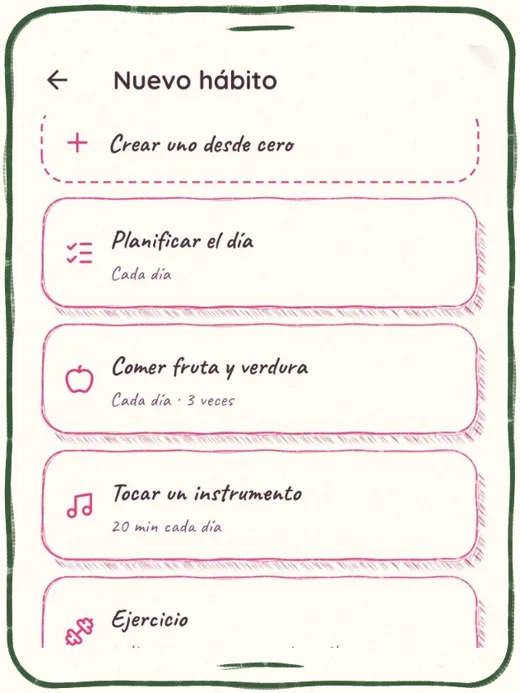 Nuevo hábito
Crear uno desde cero
Planificar el día
Cada día
Comer fruta y verdura
Cada día · 3 veces
Tocar un instrumento
20 min cada día
Ejercicio